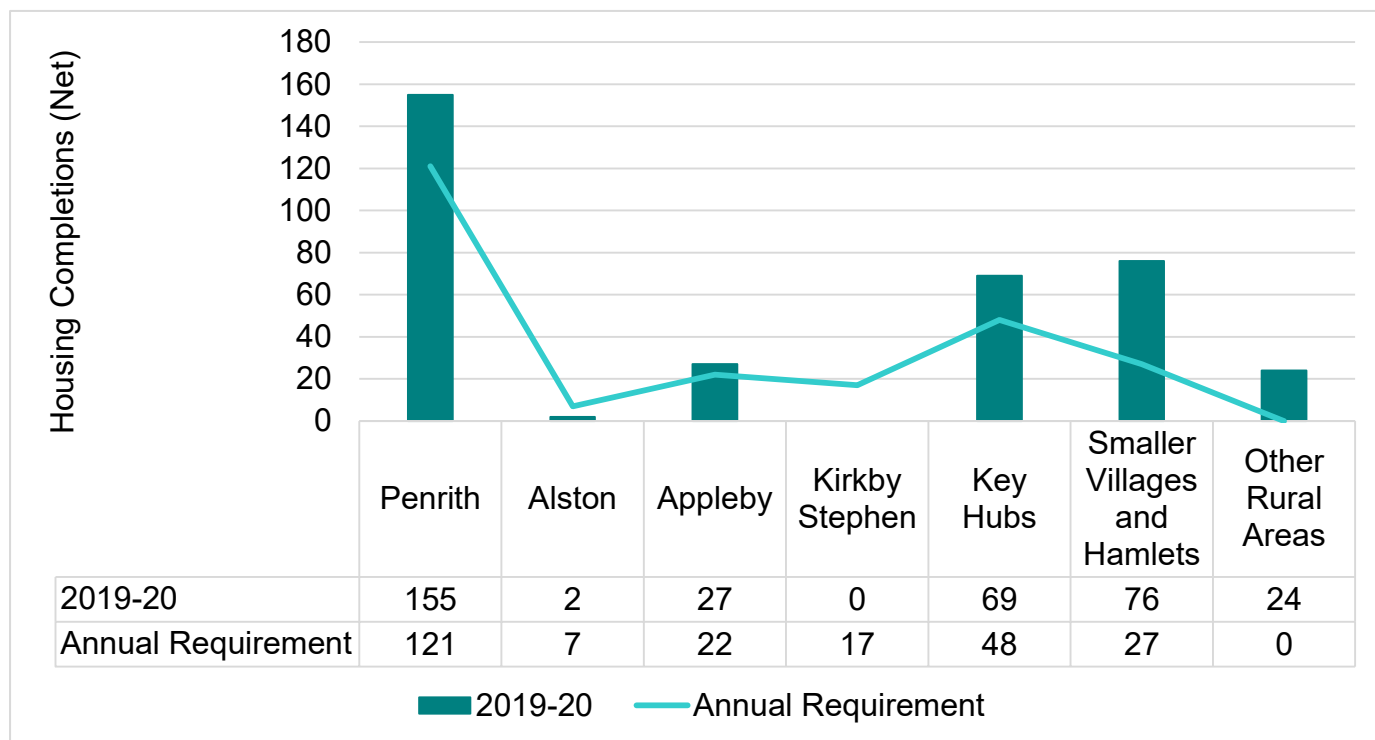 Housing Completions (Net)
180
160
140
120
100
80
60
40
20
0
Penrith
Alston
Appleby
Kirkby
Stephen
Key
Hubs
Smaller
Villages
and
Hamlets
Other
Rural
Areas
2019-20 155 2 27 0 69 76 24
Annual Requirement 121 7 22 17 48 27 0
2019-20 Annual Requirement